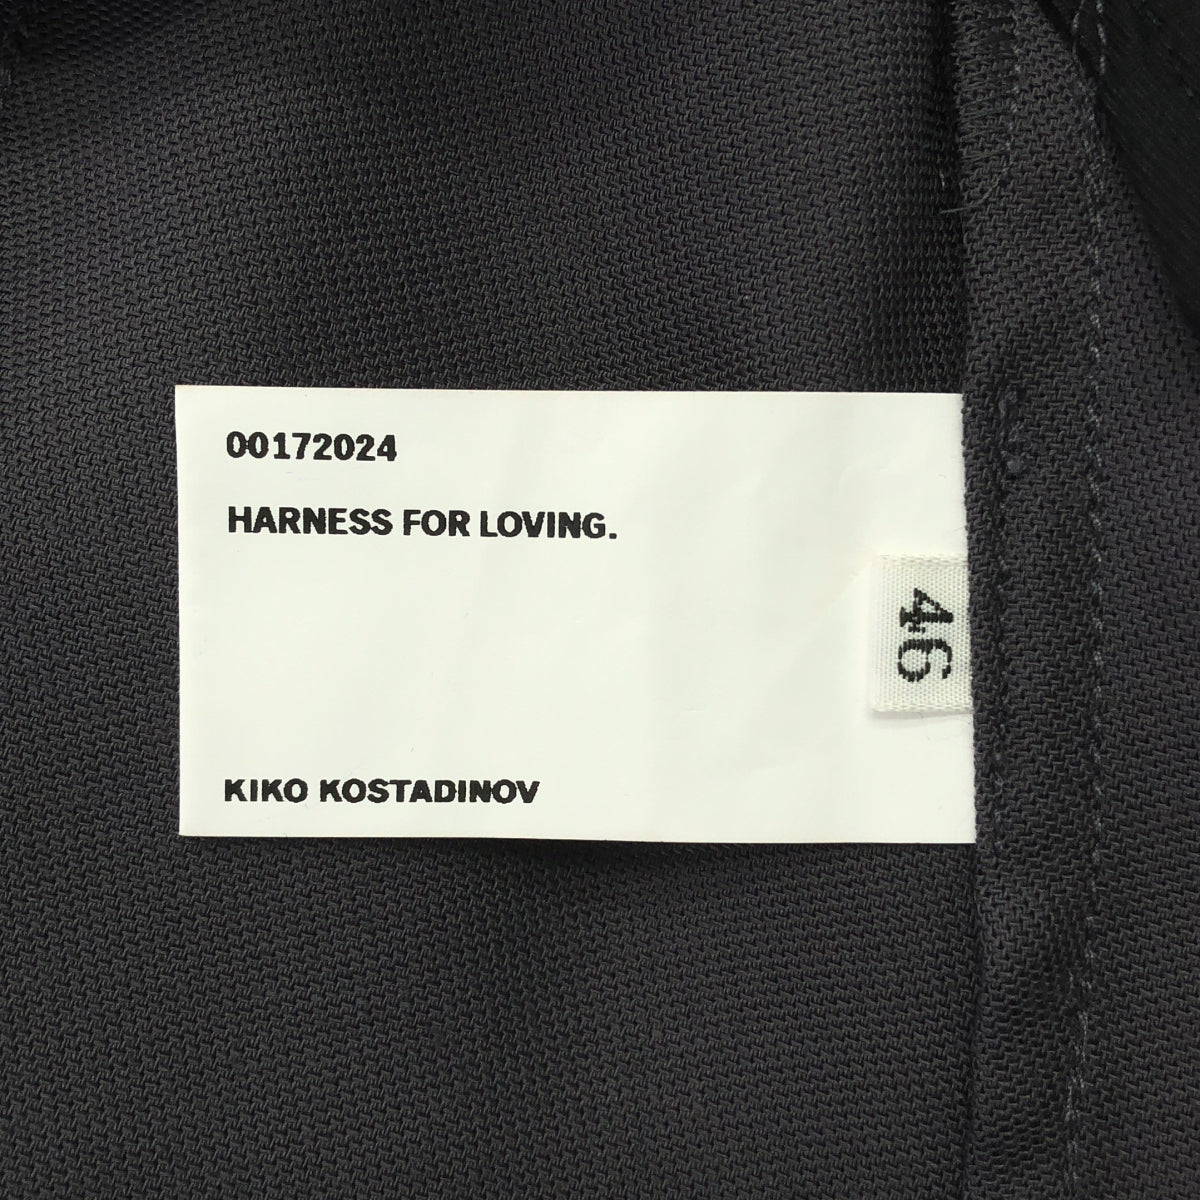 00172024
HARNESS FOR LOVING.
46
KIKO KOSTADINOV